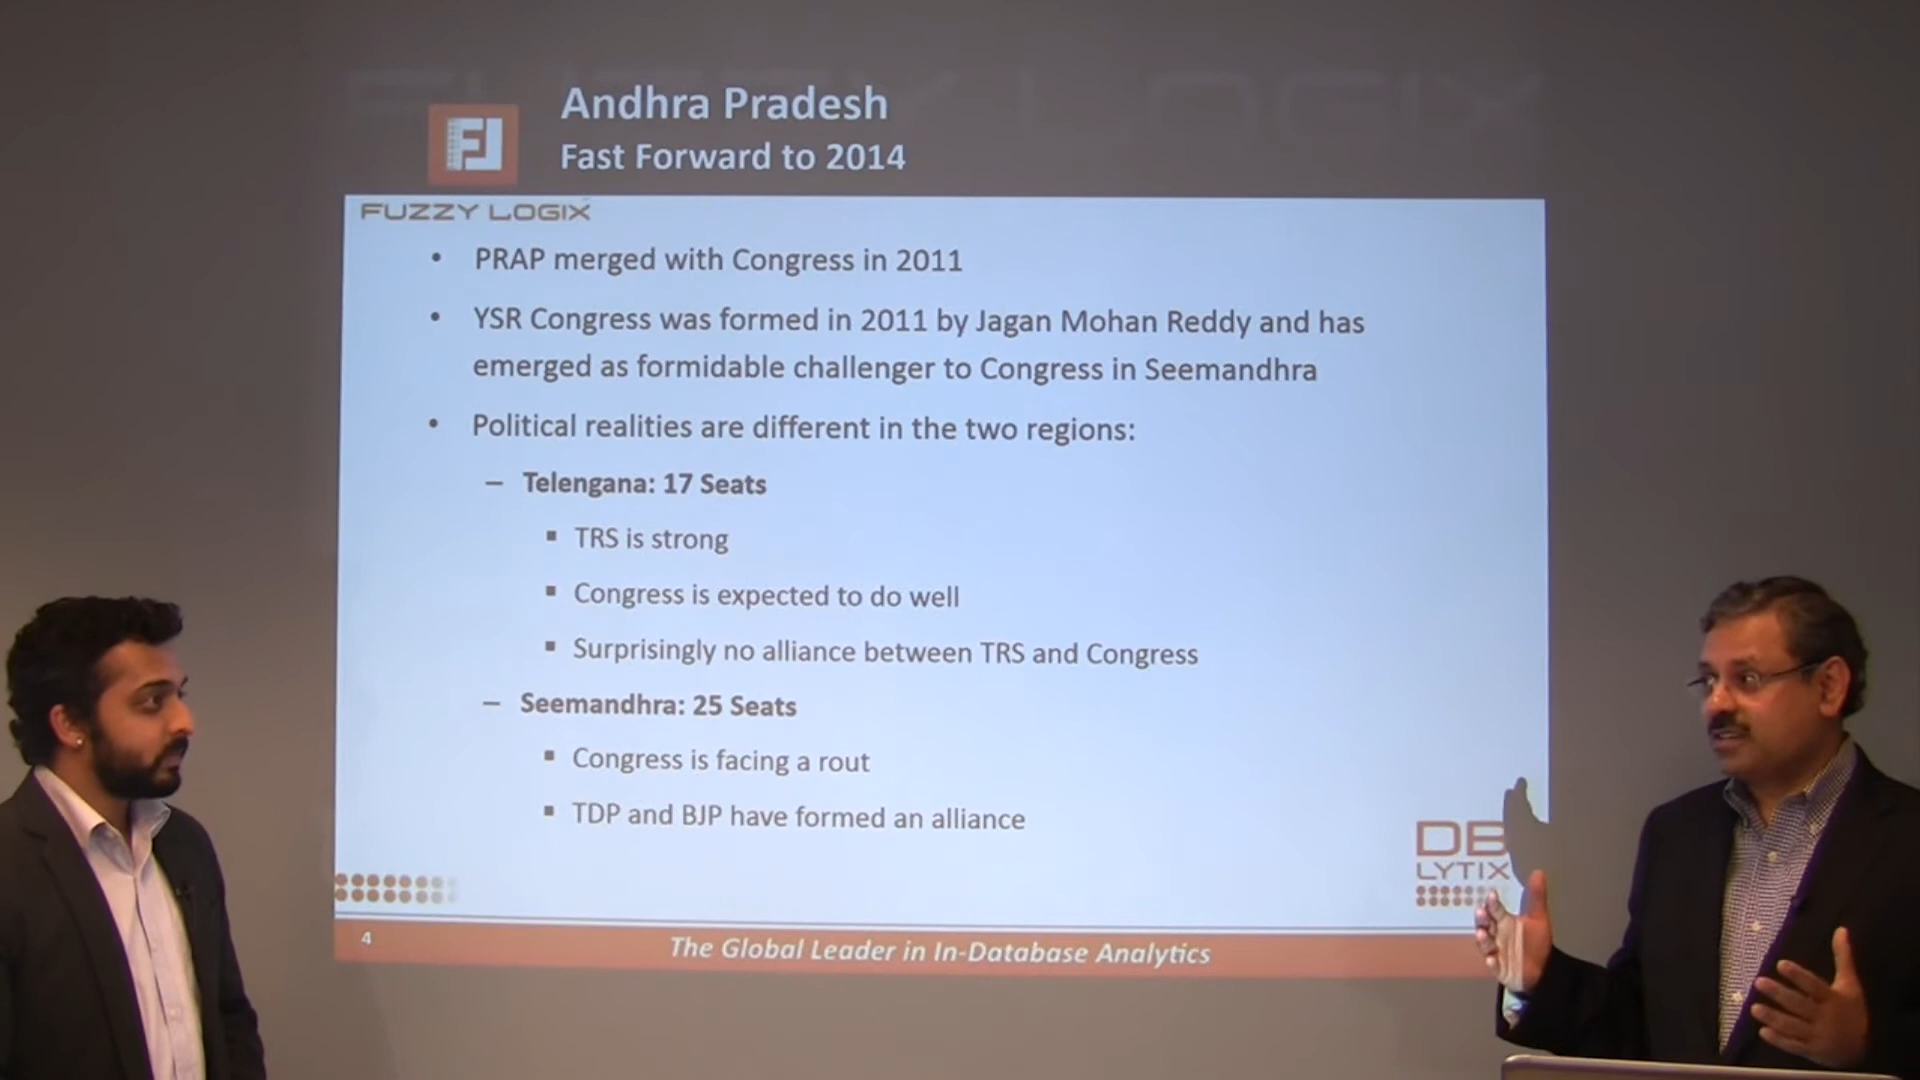 FUZZY LOGIX
Andhra Pradesh
Fast Forward to 2014
FUZZY LOGIX
• PRAP merged with Congress in 2011
• YSR Congress was formed in 2011 by Jagan Mohan Reddy and has
emerged as formidable challenger to Congress in Seemandhra
• Political realities are different in the two regions:
– Telengana: 17 Seats
▪ TRS is strong
▪ Congress is expected to do well
▪ Surprisingly no alliance between TRS and Congress
– Seemandhra: 25 Seats
▪ Congress is facing a rout
▪ TDP and BJP have formed an alliance
DB
LYTIX
4
The Global Leader in In-Database Analytics